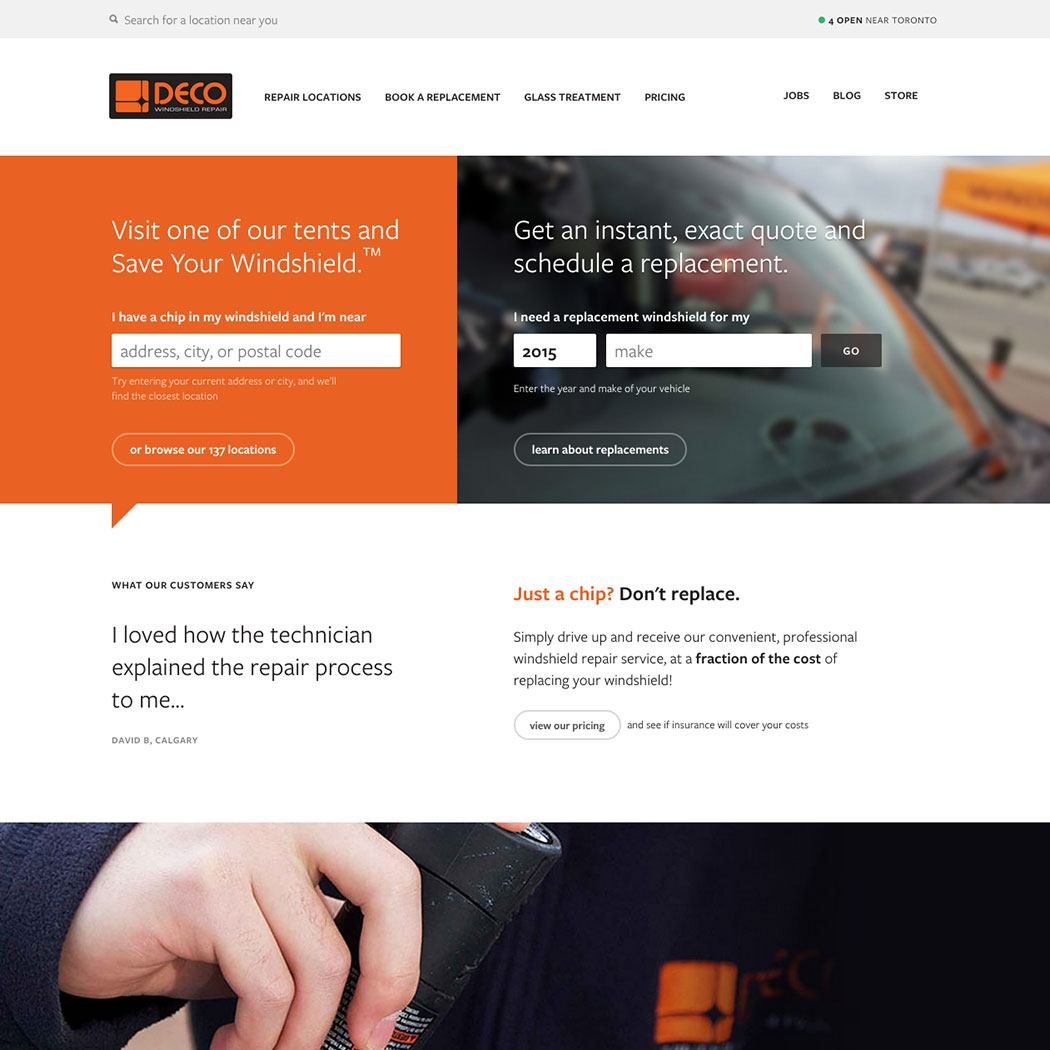 Search for a location near you
4 OPEN NEAR TORONTO
DECO
WINDSHIELD REPAIR
REPAIR LOCATIONS
BOOK A REPLACEMENT
GLASS TREATMENT
PRICING
JOBS
BLOG
STORE
Visit one of our tents and
Save Your Windshield.™
I have a chip in my windshield and I'm near
address, city, or postal code
Try entering your current address or city, and we'll
find the closest location
or browse our 137 locations
Get an instant, exact quote and
schedule a replacement.
I need a replacement windshield for my
2015
make
GO
Enter the year and make of your vehicle
learn about replacements
WHAT OUR CUSTOMERS SAY
I loved how the technician
explained the repair process
to me...
DAVID B, CALGARY
Just a chip? Don't replace.
Simply drive up and receive our convenient, professional
windshield repair service, at a fraction of the cost of
replacing your windshield!
view our pricing
and see if insurance will cover your costs